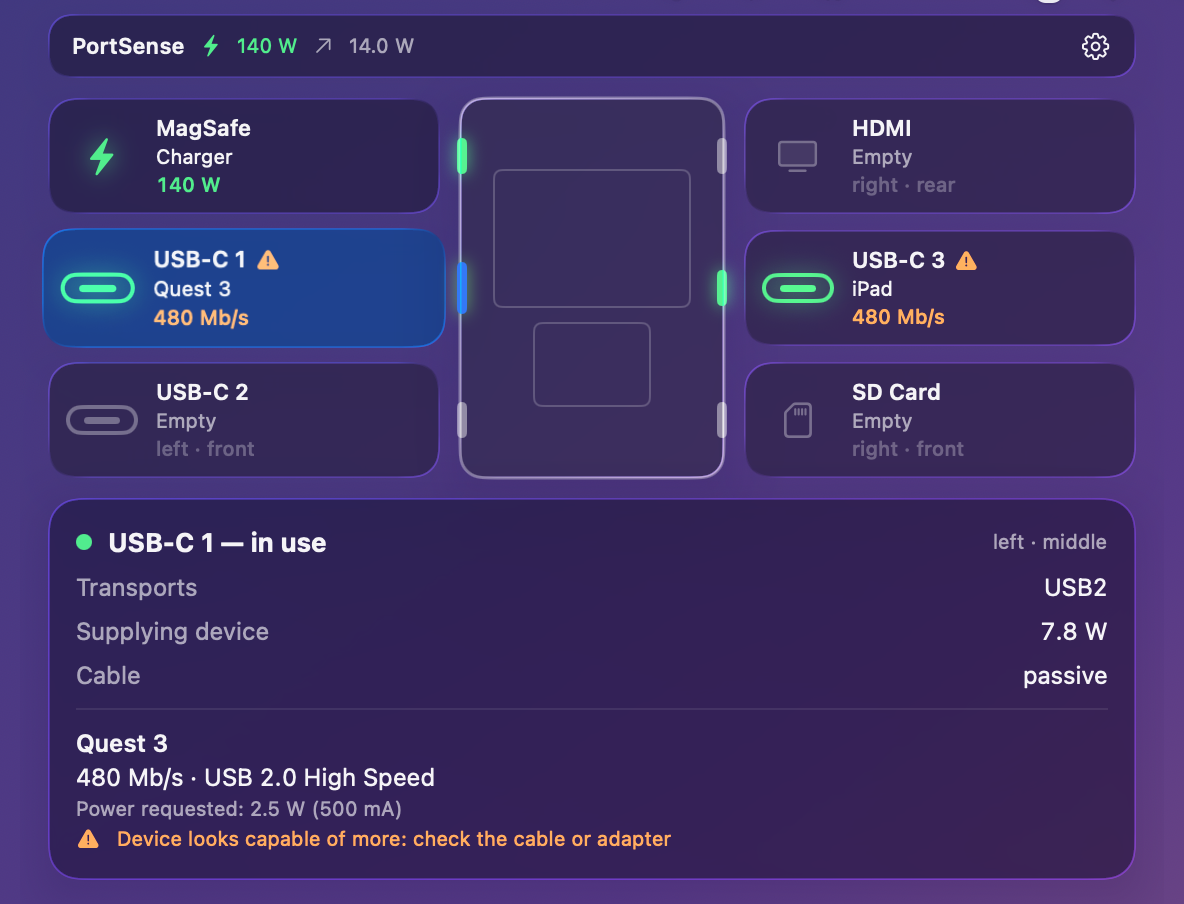 PortSense 140 W 14.0 W
MagSafe
Charger
140 W
USB-C 1
Quest 3
480 Mb/s
USB-C 2
Empty
left · front
HDMI
Empty
right · rear
USB-C 3
iPad
480 Mb/s
SD Card
Empty
right · front
USB-C 1 — in use left · middle
Transports USB2
Supplying device 7.8 W
Cable passive
Quest 3
480 Mb/s · USB 2.0 High Speed
Power requested: 2.5 W (500 mA)
Device looks capable of more: check the cable or adapter